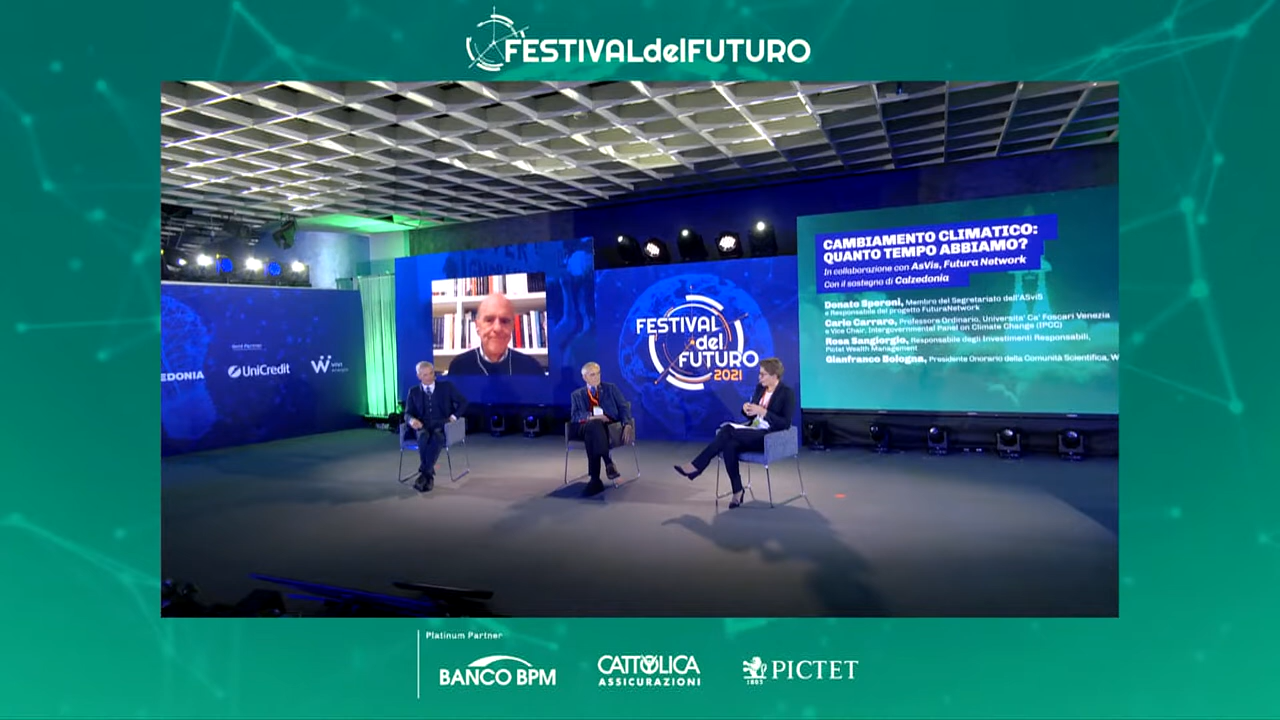 FESTIVALdelFUTURO
CAMBIAMENTO CLIMATICO:
QUANTO TEMPO ABBIAMO?
In collaborazione con AsVis, Futura Network
Con il sostegno di Calzedonia
Donato Speroni, Membro del Segretariato dell'ASviS
e Responsabile del progetto FuturaNetwork
Carlo Carraro, Professore Ordinario, Universita' Ca' Foscari Venezia
e Vice Chair, Intergovernmental Panel on Climate Change (IPCC)
Rosa Sangiorgio, Responsabile degli Investimenti Responsabili,
Pictet Wealth Management
Gianfranco Bologna, Presidente Onorario della Comunità Scientifica, W
FESTIVAL
del
FUTURO
2021
EDONIA
UniCredit
Platinum Partner
BANCO BPM
CATTOLICA
ASSICURAZIONI
PICTET
1805